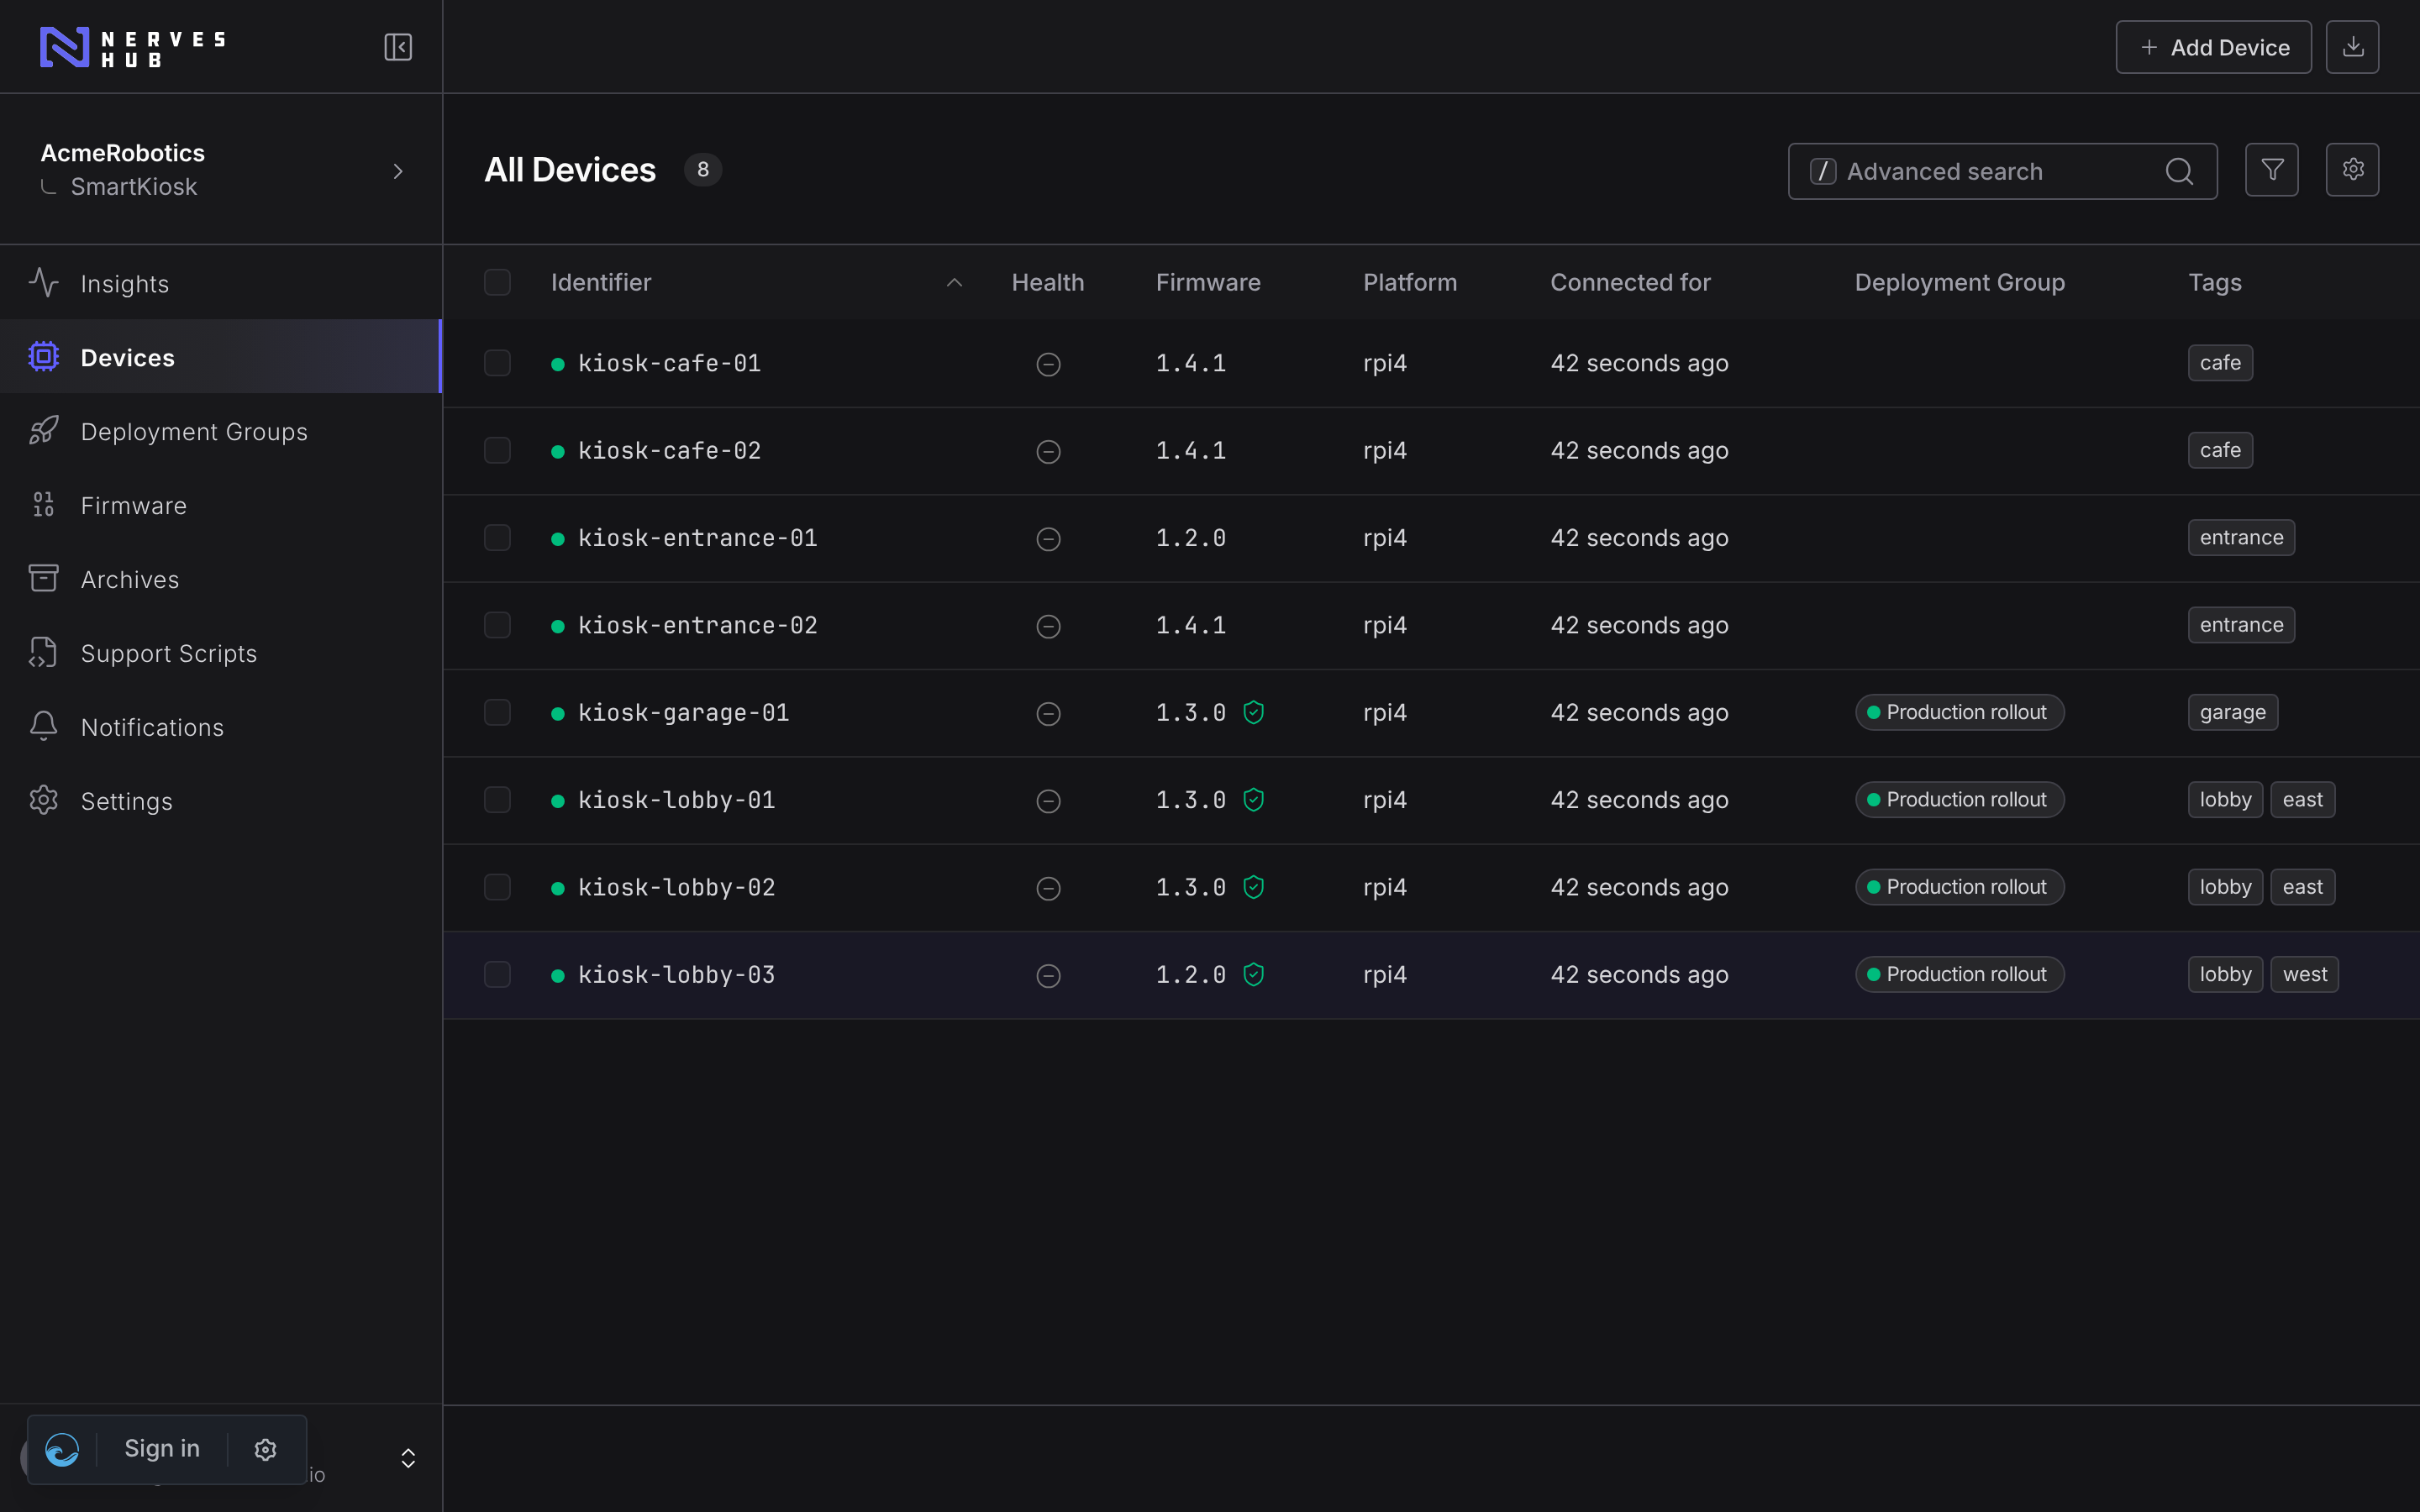 NERVES
HUB
Add Device
AcmeRobotics
SmartKiosk
All Devices 8
/ Advanced search
Insights
Devices
Deployment Groups
01
10
Firmware
Archives
Support Scripts
Notifications
Settings
Identifier Health Firmware Platform Connected for Deployment Group Tags
kiosk-cafe-01 1.4.1 rpi4 42 seconds ago cafe
kiosk-cafe-02 1.4.1 rpi4 42 seconds ago cafe
kiosk-entrance-01 1.2.0 rpi4 42 seconds ago entrance
kiosk-entrance-02 1.4.1 rpi4 42 seconds ago entrance
kiosk-garage-01 1.3.0 rpi4 42 seconds ago Production rollout garage
kiosk-lobby-01 1.3.0 rpi4 42 seconds ago Production rollout lobby east
kiosk-lobby-02 1.3.0 rpi4 42 seconds ago Production rollout lobby east
kiosk-lobby-03 1.2.0 rpi4 42 seconds ago Production rollout lobby west
Sign in
io